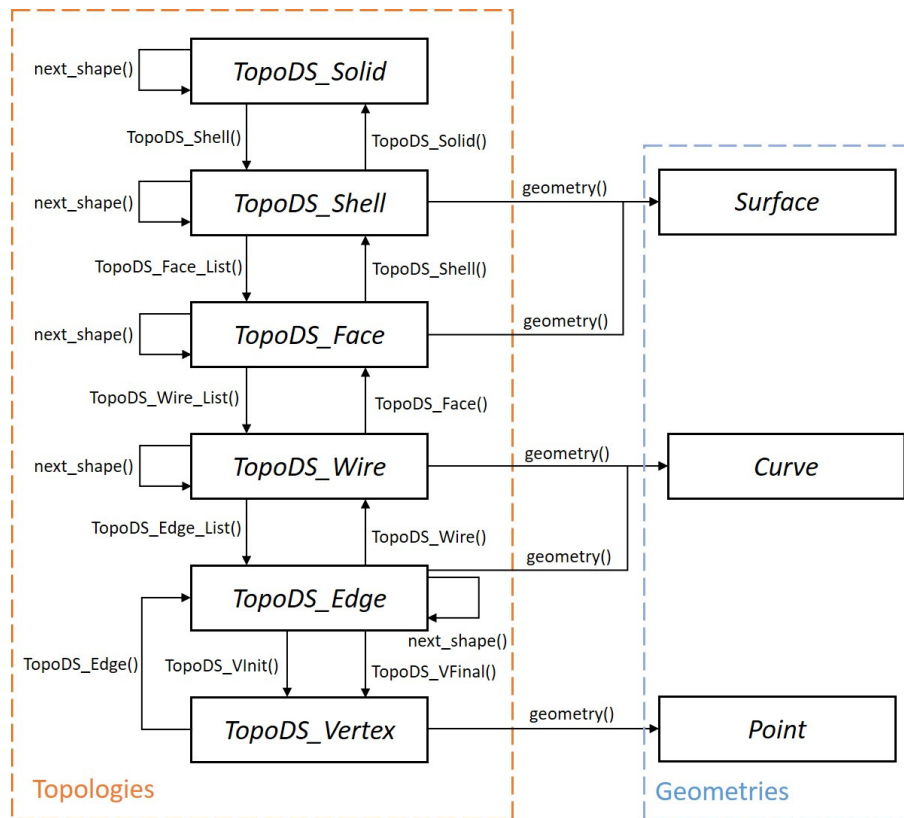 next_shape()
TopoDS_Solid
TopoDS_Shell()
TopoDS_Solid()
next_shape()
TopoDS_Shell
geometry()
Surface
TopoDS_Face_List()
TopoDS_Shell()
next_shape()
TopoDS_Face
geometry()
TopoDS_Wire_List()
TopoDS_Face()
next_shape()
TopoDS_Wire
geometry()
Curve
TopoDS_Edge_List()
TopoDS_Wire()
geometry()
TopoDS_Edge
next_shape()
TopoDS_Edge()
TopoDS_VInit()
TopoDS_VFinal()
TopoDS_Vertex
geometry()
Point
Topologies
Geometries